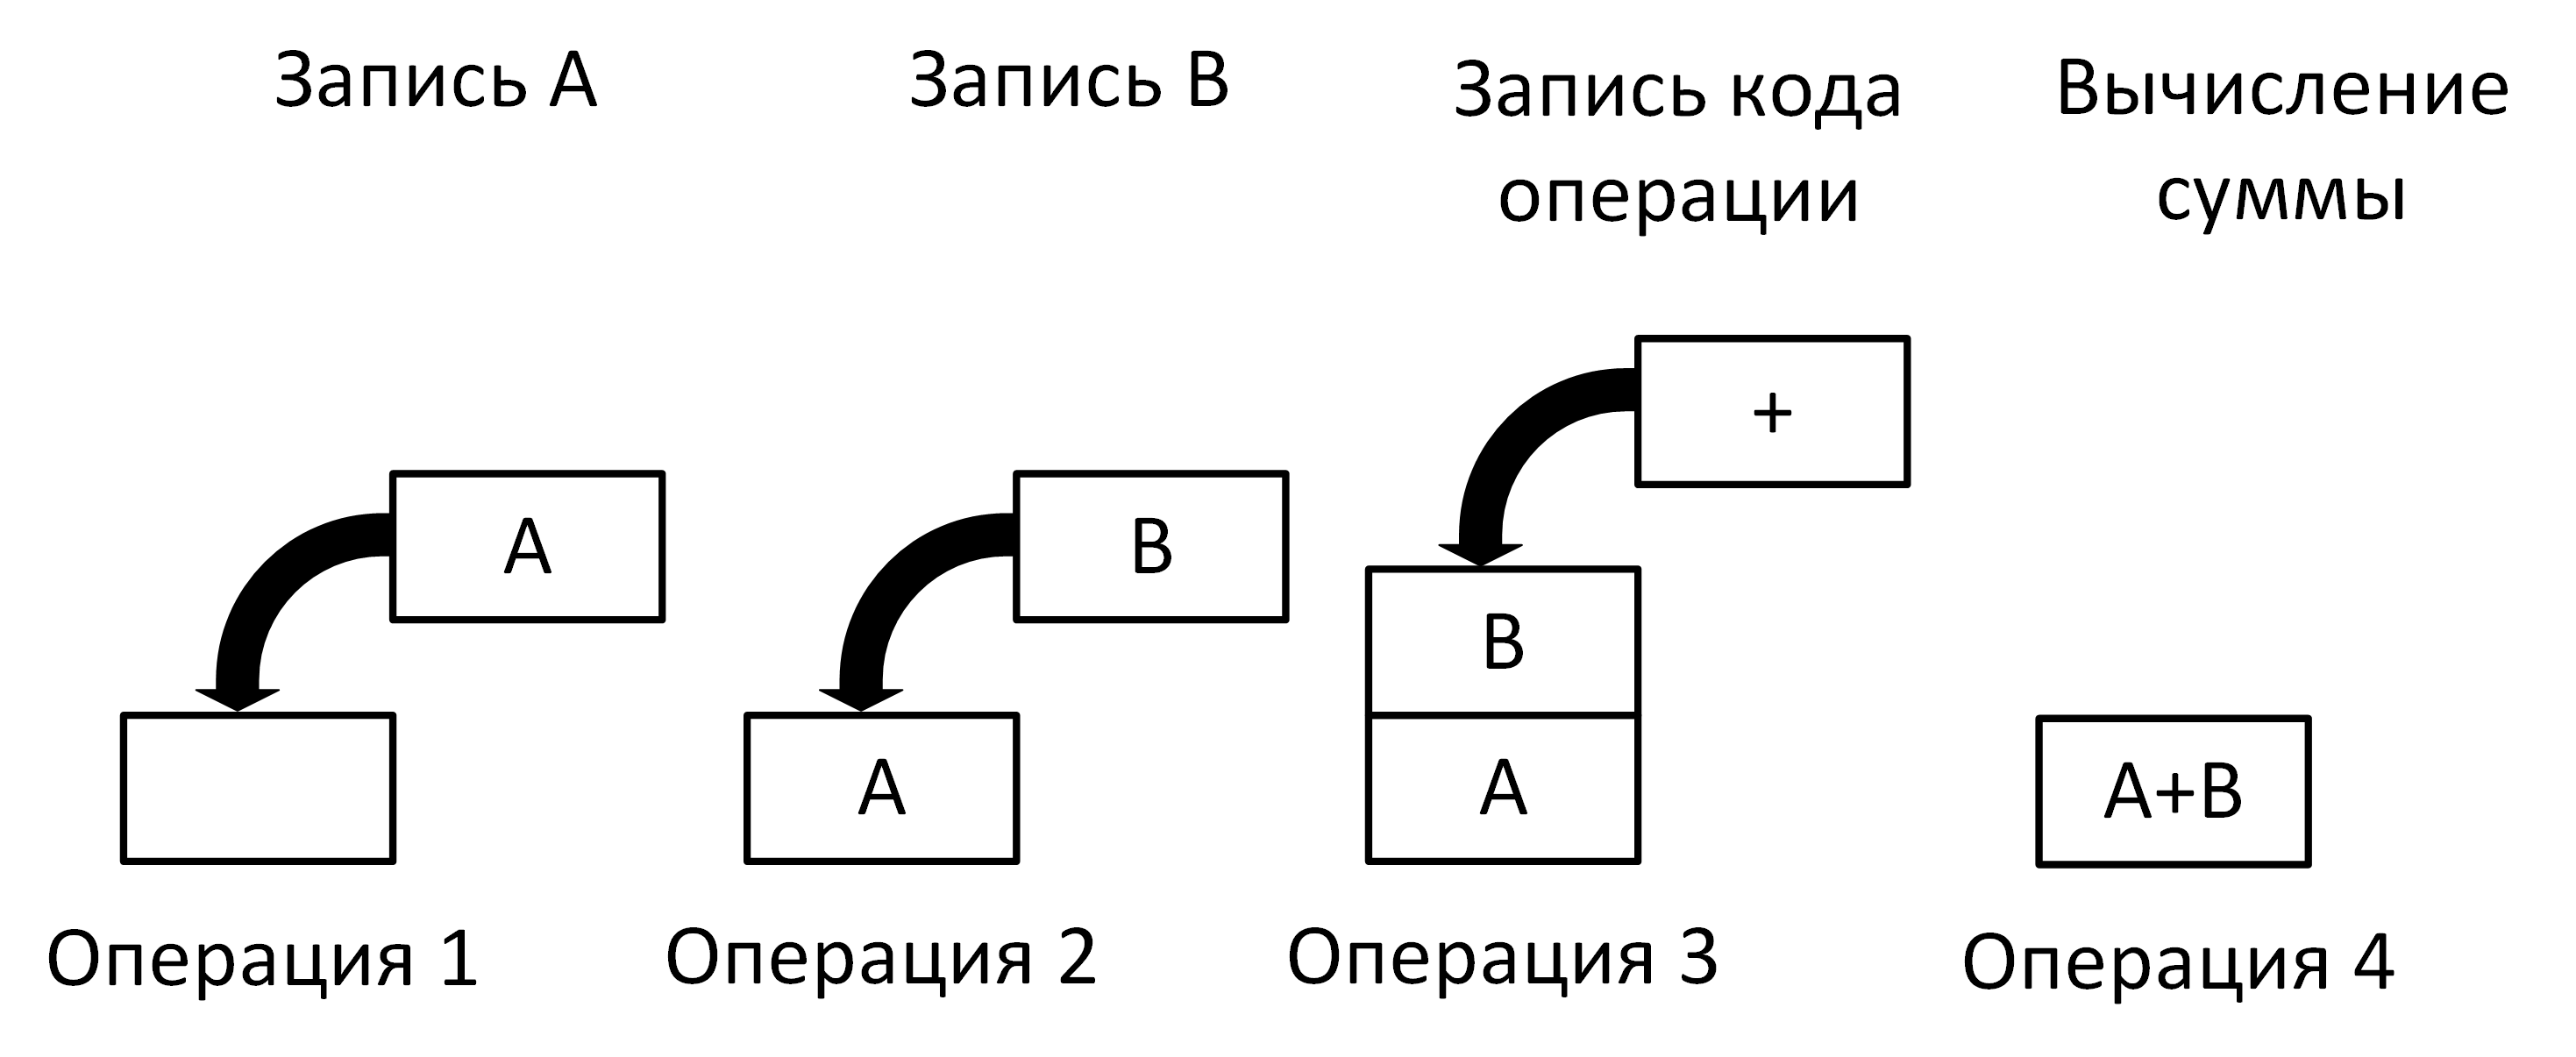 Запись А
Запись В
Запись кода
операции
Вычисление
суммы
А
В
+
А
В
А
А+В
Операция 1
Операция 2
Операция 3
Операция 4